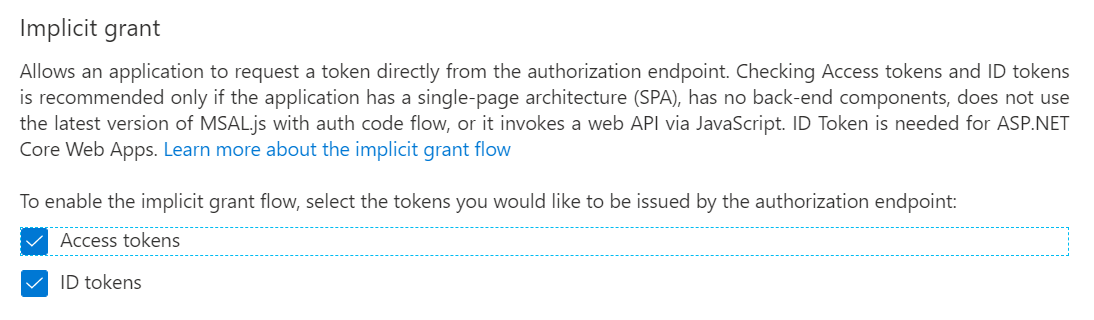 Implicit grant
Allows an application to request a token directly from the authorization endpoint. Checking Access tokens and ID tokens
is recommended only if the application has a single-page architecture (SPA), has no back-end components, does not use
the latest version of MSAL.js with auth code flow, or it invokes a web API via JavaScript. ID Token is needed for ASP.NET
Core Web Apps. Learn more about the implicit grant flow
To enable the implicit grant flow, select the tokens you would like to be issued by the authorization endpoint:
Access tokens
ID tokens